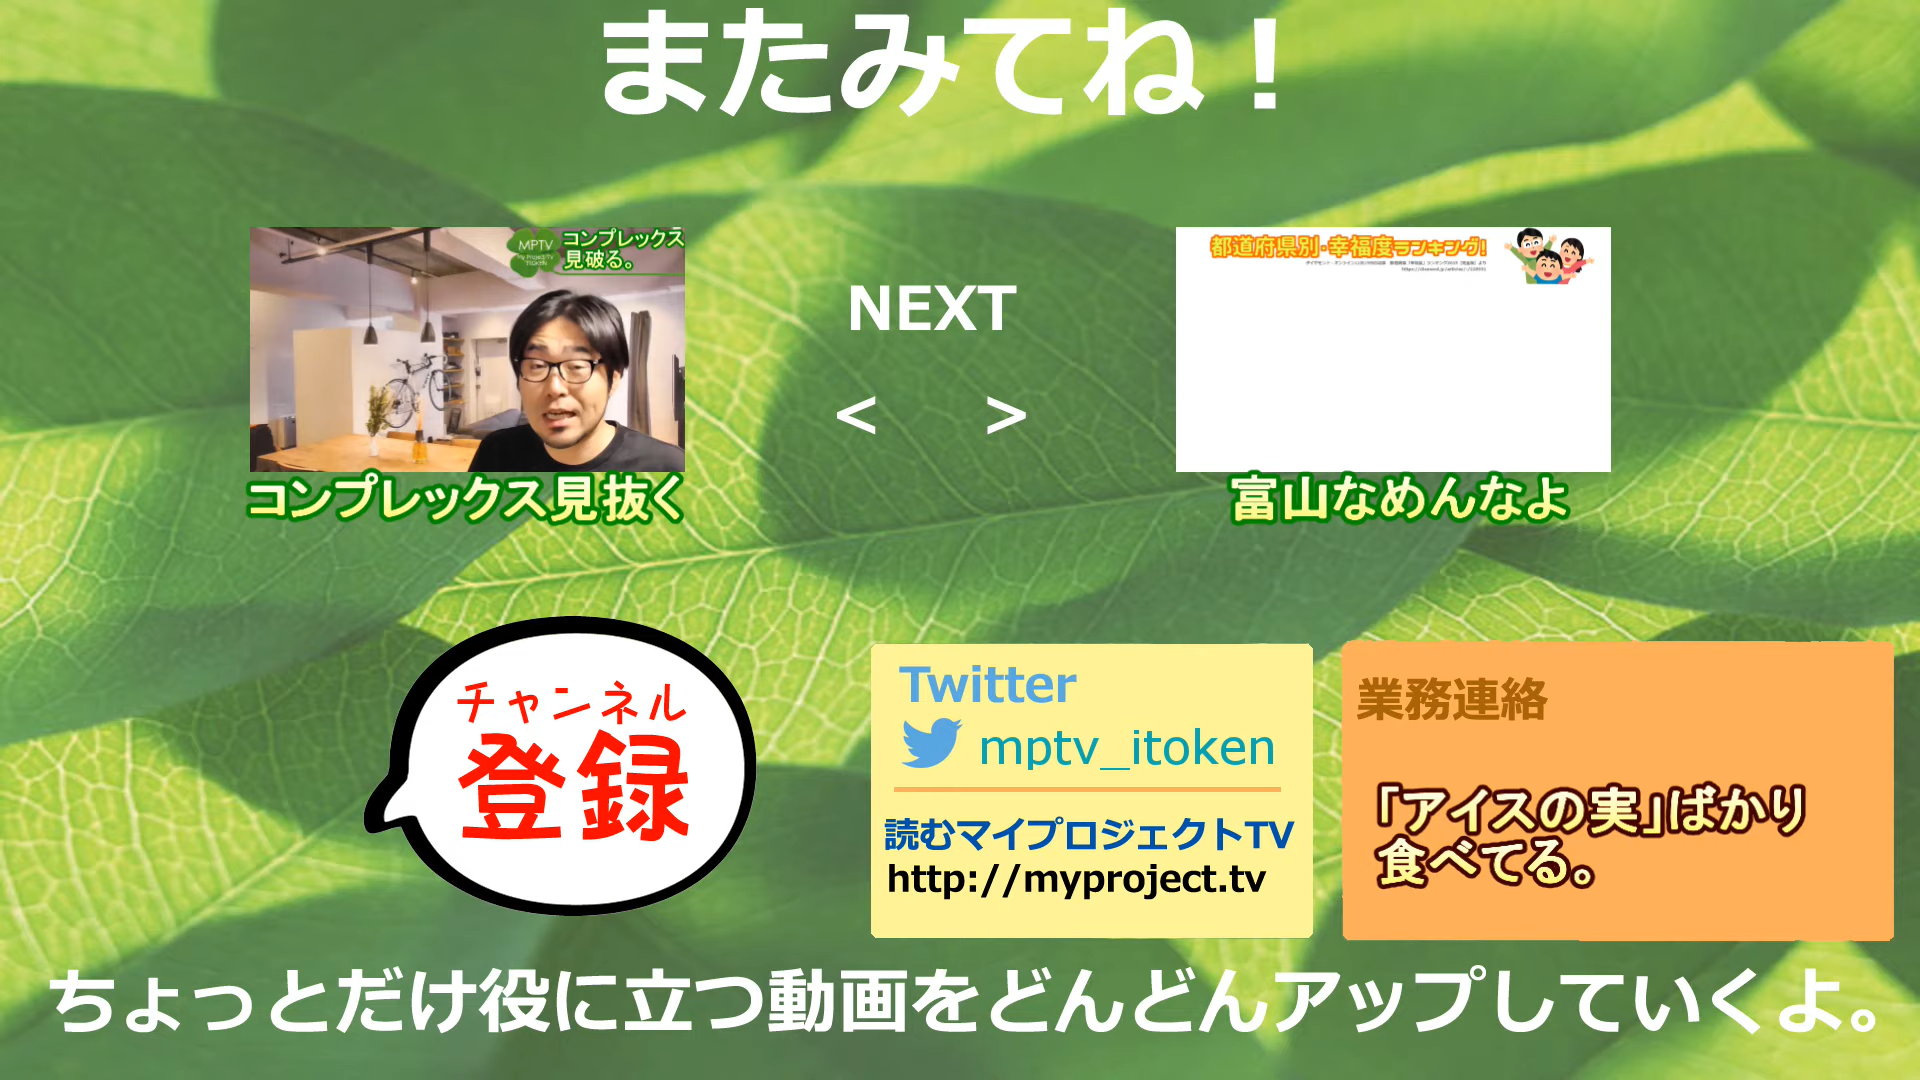 またみてね！
MPTV
コンプレックス
見破る。
都道府県別・幸福度ランキング!
NEXT
< >
コンプレックス見抜く
富山なめんなよ
チャンネル
登録
Twitter
mptv_itoken
読むマイプロジェクトTV
http://myproject.tv
業務連絡
「アイスの実」ばかり
食べてる。
ちょっとだけ役に立つ動画をどんどんアップしていくよ。